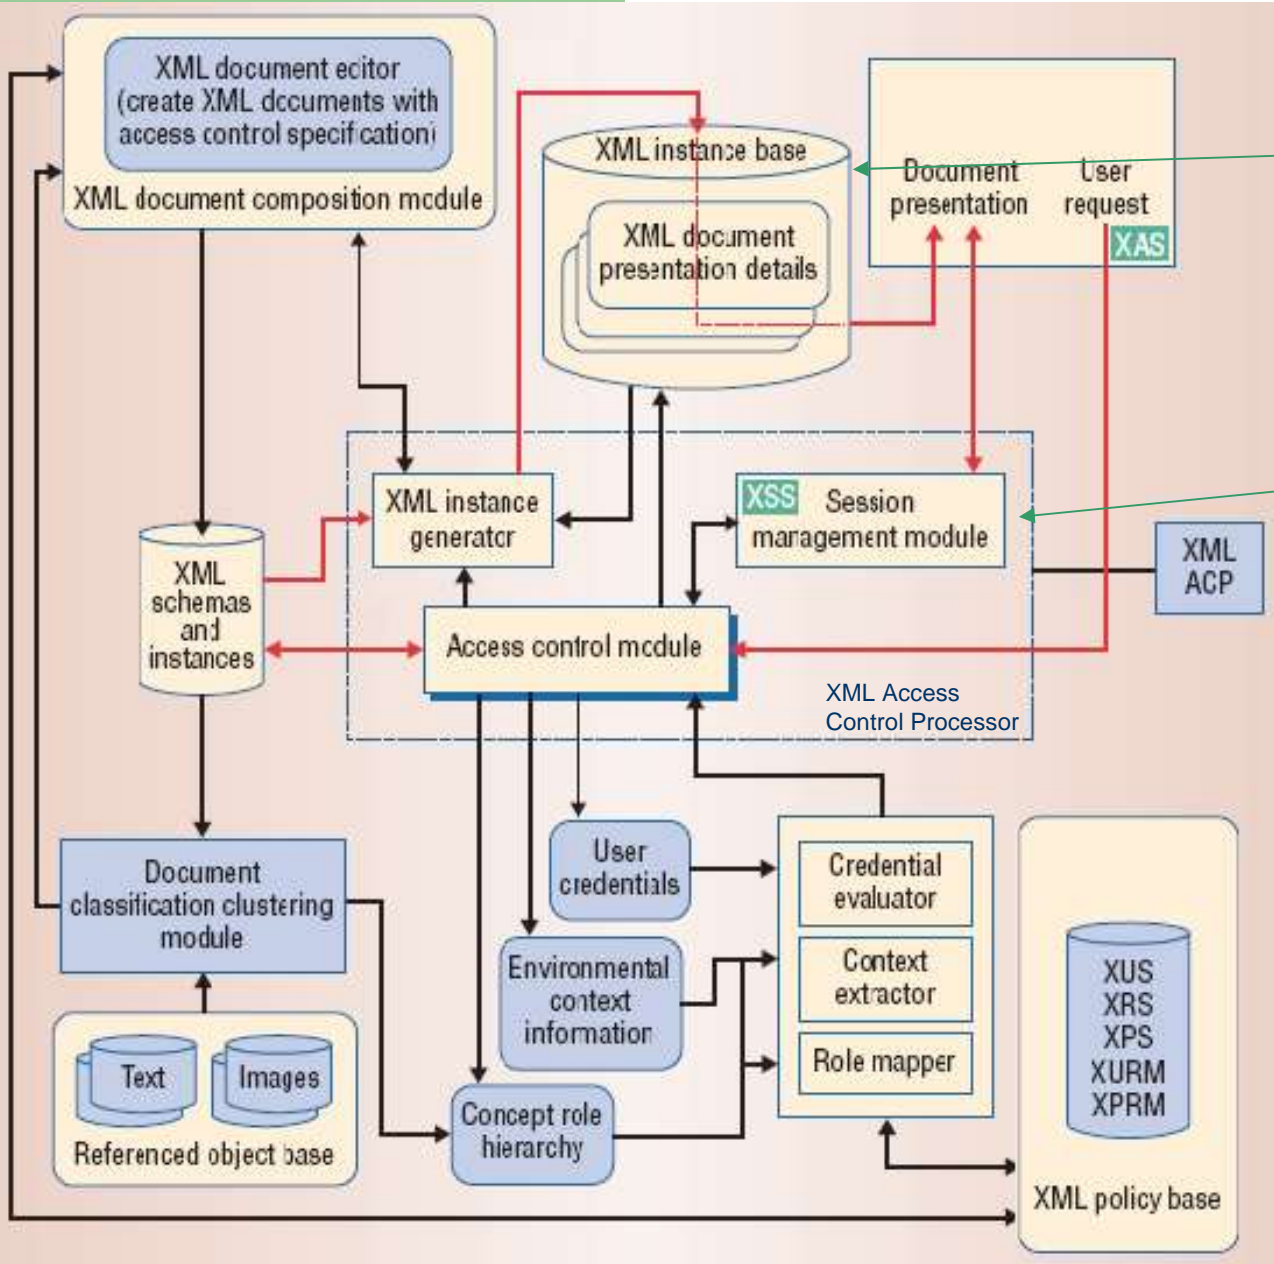 XML document editor
(create XML documents with
access control specification)
XML document composition module
XML instance base
XML document
presentation details
Document
presentation
User
request
XAS
XML instance
generator
XSS
Session
management module
XML
ACP
XML
schemas
and
instances
Access control module
XML Access
Control Processor
Document
classification clustering
module
User
credentials
Credential
evaluator
Environmental
context
information
Context
extractor
Role mapper
XUS
XRS
XPS
XURM
XPRM
Text
Images
Referenced object base
Concept role
hierarchy
XML policy base